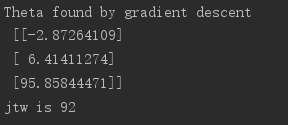 Theta found by gradient descent
[[-2.87264109]
[ 6.41411274]
[95.85844471]]
jtw is 92